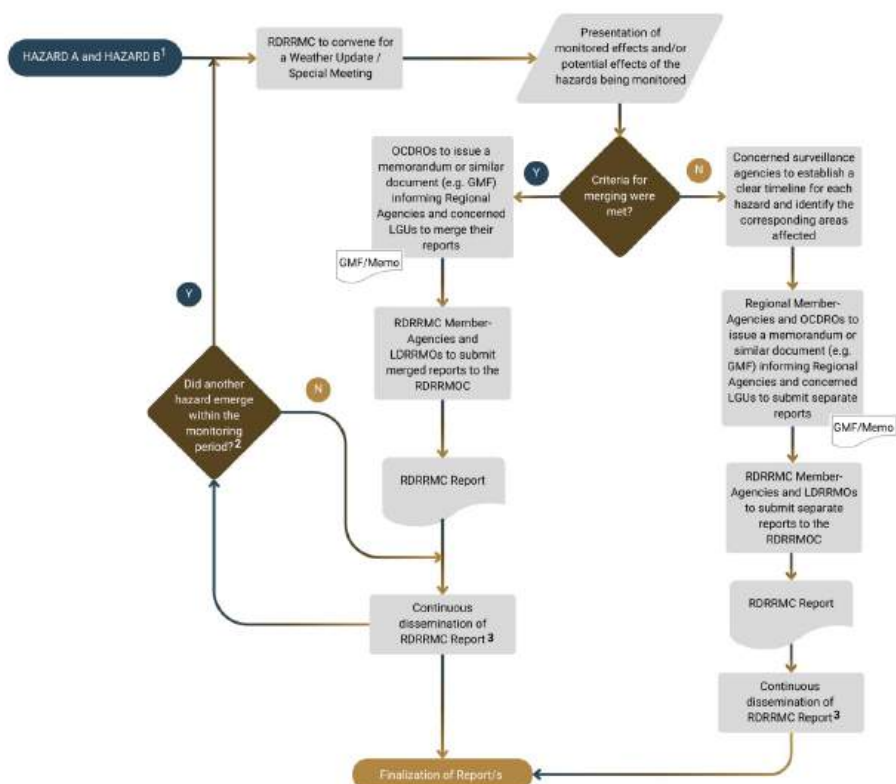 HAZARD A and HAZARD B1
RDRRMC to convene for
a Weather Update /
Special Meeting
Presentation of
monitored effects and/or
potential effects of the
hazards being monitored
OCDROs to issue a
memorandum or similar
document (e.g. GMF)
informing Regional
Agencies and concerned
LGUs to merge their
reports
GMF/Memo
Y
Criteria for
merging were
met?
N
Concerned surveillance
agencies to establish a
clear timeline for each
hazard and identify the
corresponding areas
affected
Y
RDRRMC Member-
Agencies and
LDRRMOs to submit
merged reports to the
RDRRMOC
Regional Member-
Agencies and OCDROs to
issue a memorandum or
similar document (e.g.
GMF) informing Regional
Agencies and concerned
LGUs to submit separate
reports
GMF/Memo
Did another
hazard emerge
within the
monitoring
period?2
N
RDRRMC Report
RDRRMC Member-
Agencies and LDRRMOs
to submit separate
reports to the
RDRRMOC
RDRRMC Report
Continuous
dissemination of
RDRRMC Report 3
Continuous
dissemination of
RDRRMC Report3
Finalization of Report/s